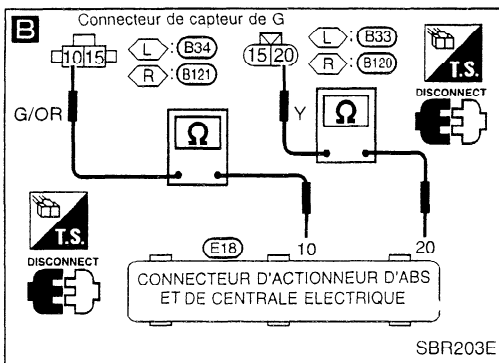 B
Connecteur de capteur de G
10 15
L : B34
R : B121
15 20
L : B33
R : B120
T.S.
DISCONNECT
G/OR
Ω
Y
Ω
T.S.
DISCONNECT
E18
10
20
CONNECTEUR D'ACTIONNEUR D'ABS
ET DE CENTRALE ELECTRIQUE
SBR203E